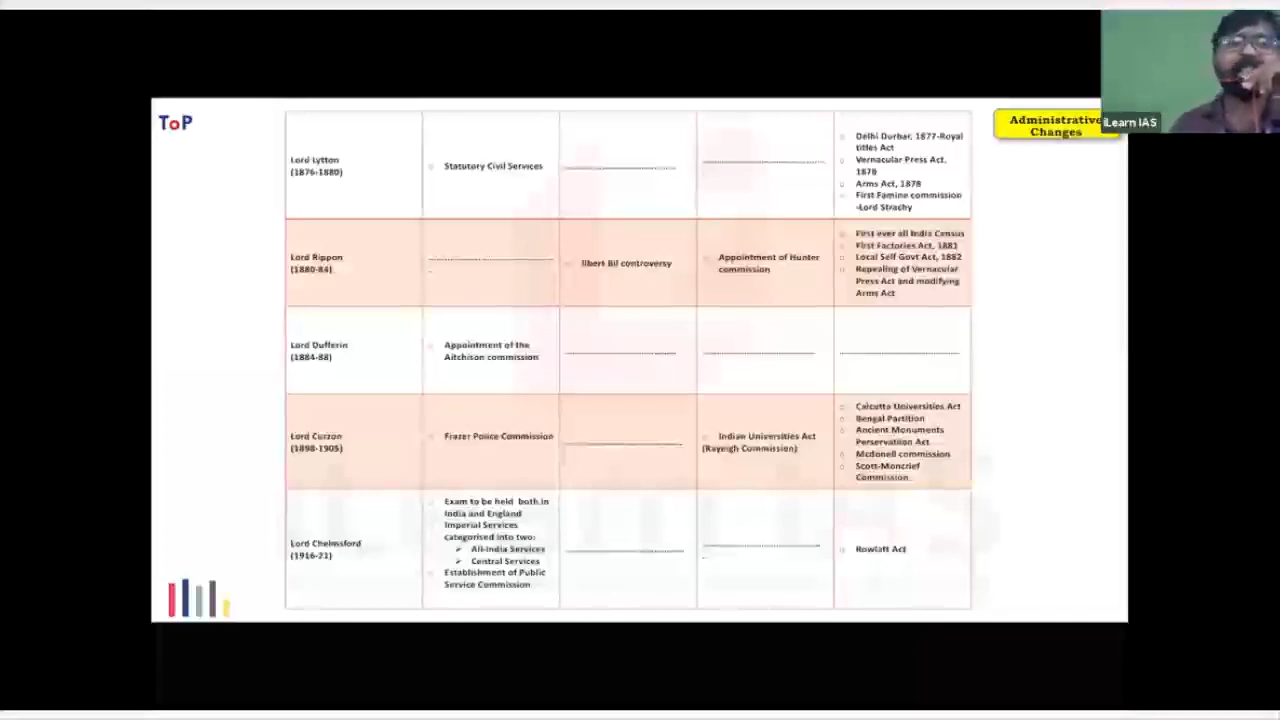 ToP
Administrative
Changes
iLearn IAS
Lord Lytton
(1876-1880)
Statutory Civil Services
Delhi Durbar, 1877-Royal
titles Act
Vernacular Press Act,
1878
Arms Act, 1878
First Famine commission
-Lord Strachy
Lord Rippon
(1880-84)
Ilbert Bil controversy
Appointment of Hunter
commission
First ever all India Census
First Factories Act, 1881
Local Self Govt Act, 1882
Repealing of Vernacular
Press Act and modifying
Arms Act
Lord Dufferin
(1884-88)
Appointment of the
Aitchison commission
Lord Curzon
(1898-1905)
Frazer Police Commission
Indian Universities Act
(Rayeigh Commission)
Calcutta Universities Act
Bengal Partition
Ancient Monuments
Perservatiion Act
Mcdonell commission
Scott-Moncrief
Commission
Lord Chelmsford
(1916-21)
Exam to be held both in
India and England
Imperial Services
categorised into two:
All-India Services
Central Services
Establishment of Public
Service Commission
Rowlatt Act